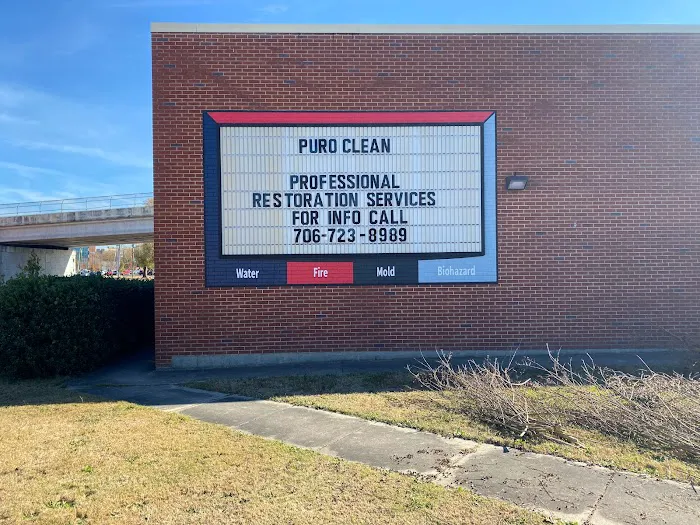 PURO CLEAN
PROFESSIONAL
RESTORATION SERVICES
FOR INFO CALL
706-723-8989
Water Fire Mold Biohazard